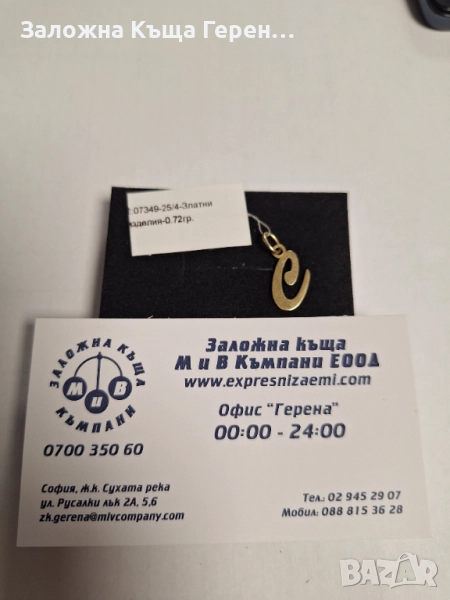 Заложна Къща Герен...
07349-25/4-Златни
изделия-0.72гр.
ЗАЛОЖНА КЪЩА
М и В
КЪМПАНИ
0700 350 60
Заложна къща
М и В Къмпани ЕООД
www.expresnizaemi.com
Офис "Герена"
00:00 - 24:00
София, ж.к. Сухата река
ул. Русалки лък 2А, 5,6
zk.gerena@mivcompany.com
Тел.: 02 945 29 07
Мобил: 088 815 36 28
bazar